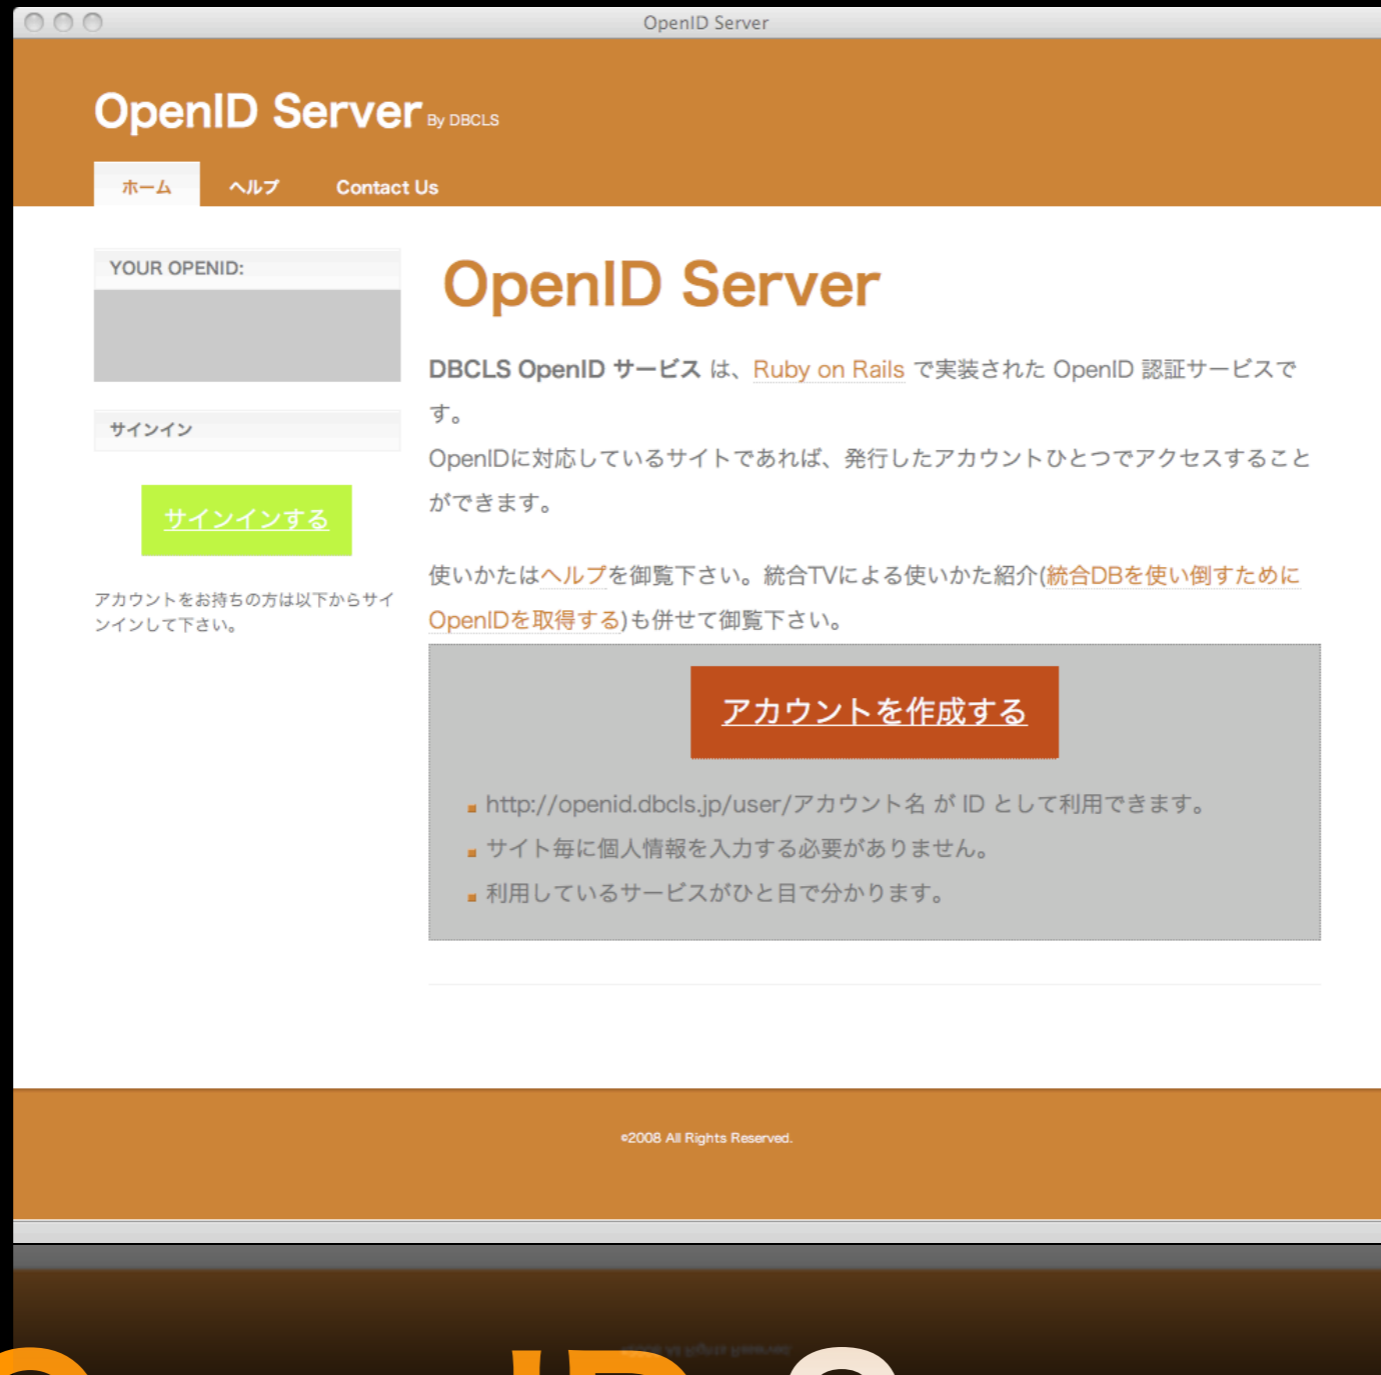 OpenID Server
OpenID Server By DBCLS
ホーム ヘルプ Contact Us
YOUR OPENID:
サインイン
サインインする
アカウントをお持ちの方は以下からサイ
ンインして下さい。
OpenID Server
DBCLS OpenID サービス は、Ruby on Rails で実装された OpenID 認証サービスで
す。
OpenIDに対応しているサイトであれば、発行したアカウントひとつでアクセスすること
ができます。
使いかたはヘルプを御覧下さい。統合TVによる使いかた紹介(統合DBを使い倒すために
OpenIDを取得する)も併せて御覧下さい。
アカウントを作成する
http://openid.dbcls.jp/user/アカウント名 が ID として利用できます。
サイト毎に個人情報を入力する必要がありません。
利用しているサービスがひと目で分かります。
©2008 All Rights Reserved.